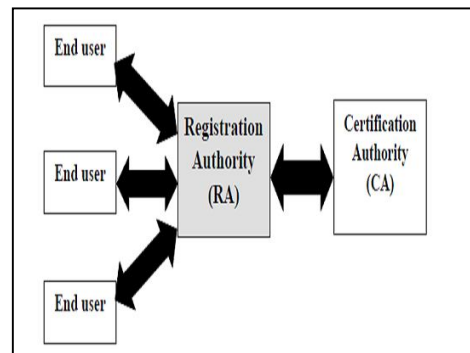 End user
End user
End user
Registration
Authority
(RA)
Certification
Authority
(CA)